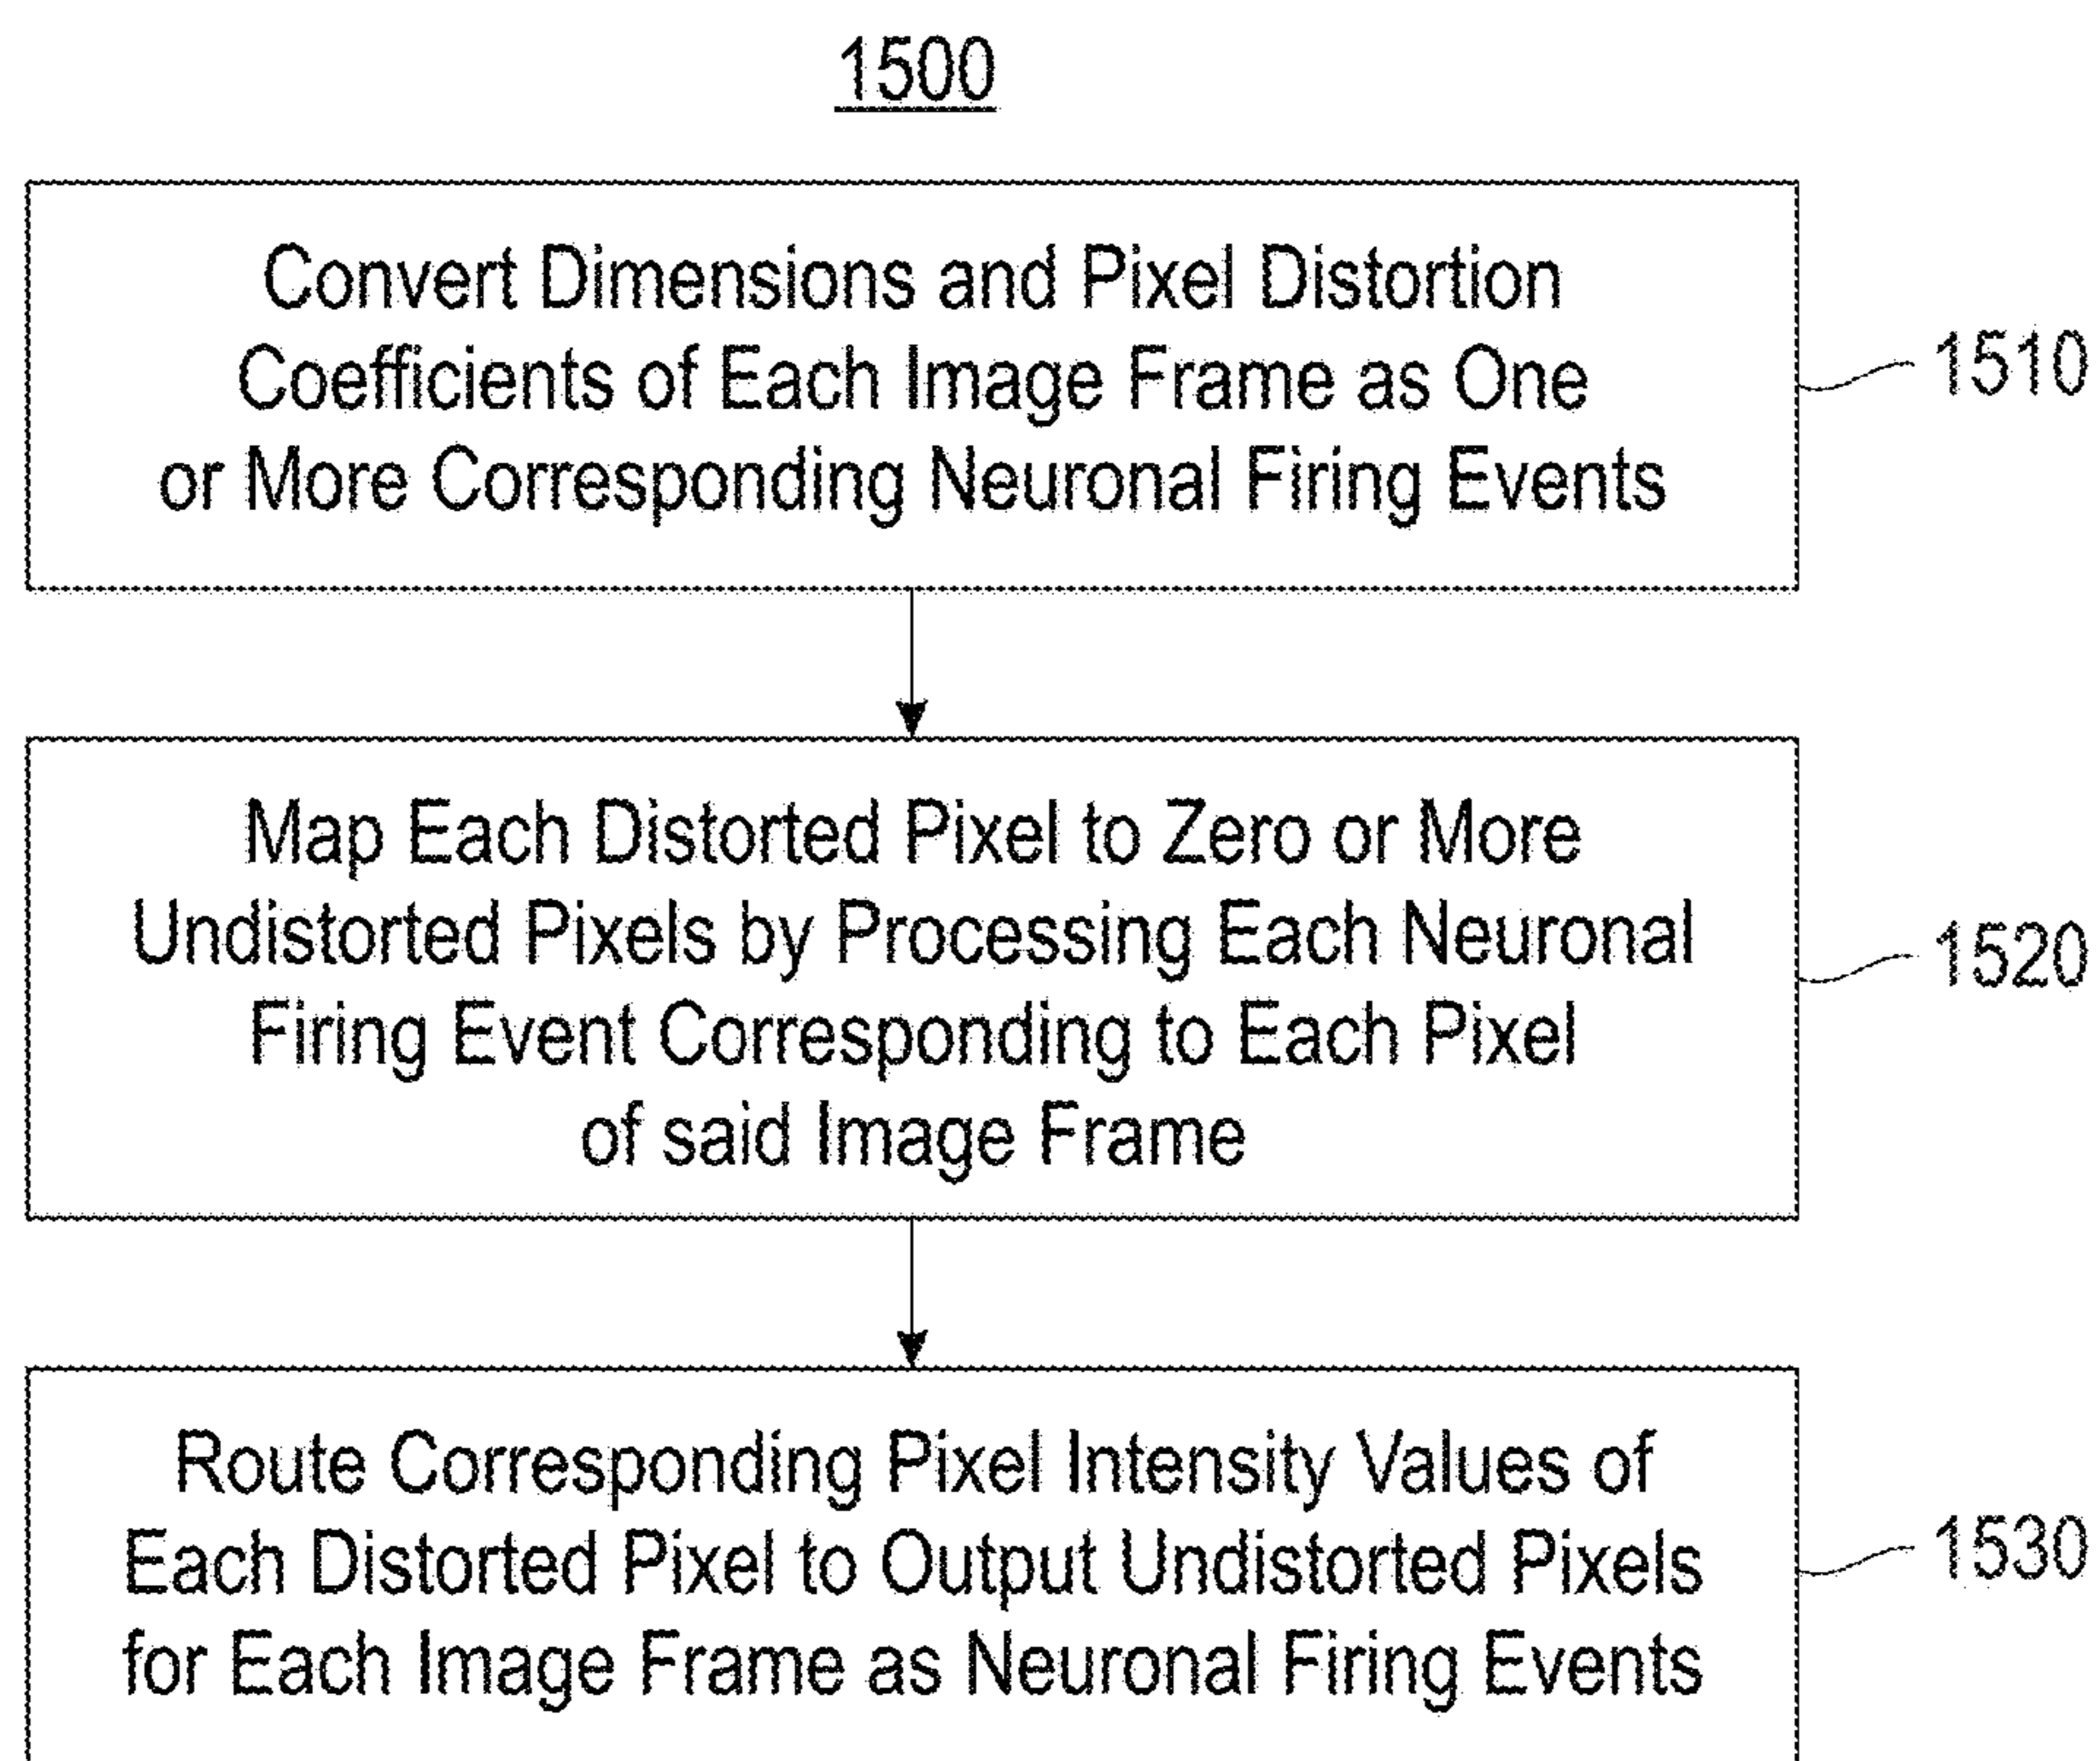 1500
Convert Dimensions and Pixel Distortion
Coefficients of Each Image Frame as One
or More Corresponding Neuronal Firing Events
1510
Map Each Distorted Pixel to Zero or More
Undistorted Pixels by Processing Each Neuronal
Firing Event Corresponding to Each Pixel
of said Image Frame
1520
Route Corresponding Pixel Intensity Values of
Each Distorted Pixel to Output Undistorted Pixels
for Each Image Frame as Neuronal Firing Events
1530